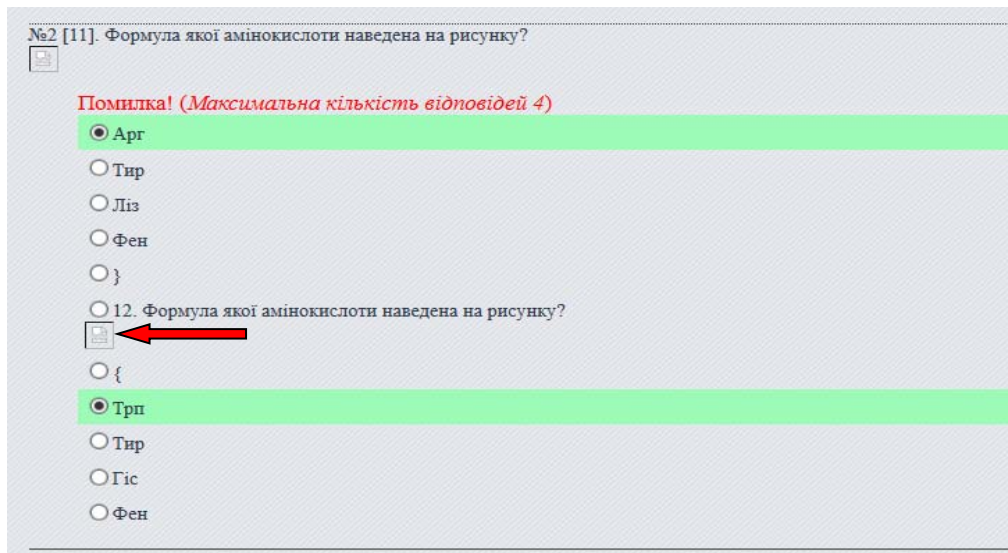 №2 [11]. Формула якої амінокислоти наведена на рисунку?
Помилка! (Максимальна кількість відповідей 4)
Арг
Тир
Ліз
Фен
}
12. Формула якої амінокислоти наведена на рисунку?
{
Трп
Тир
Гіс
Фен